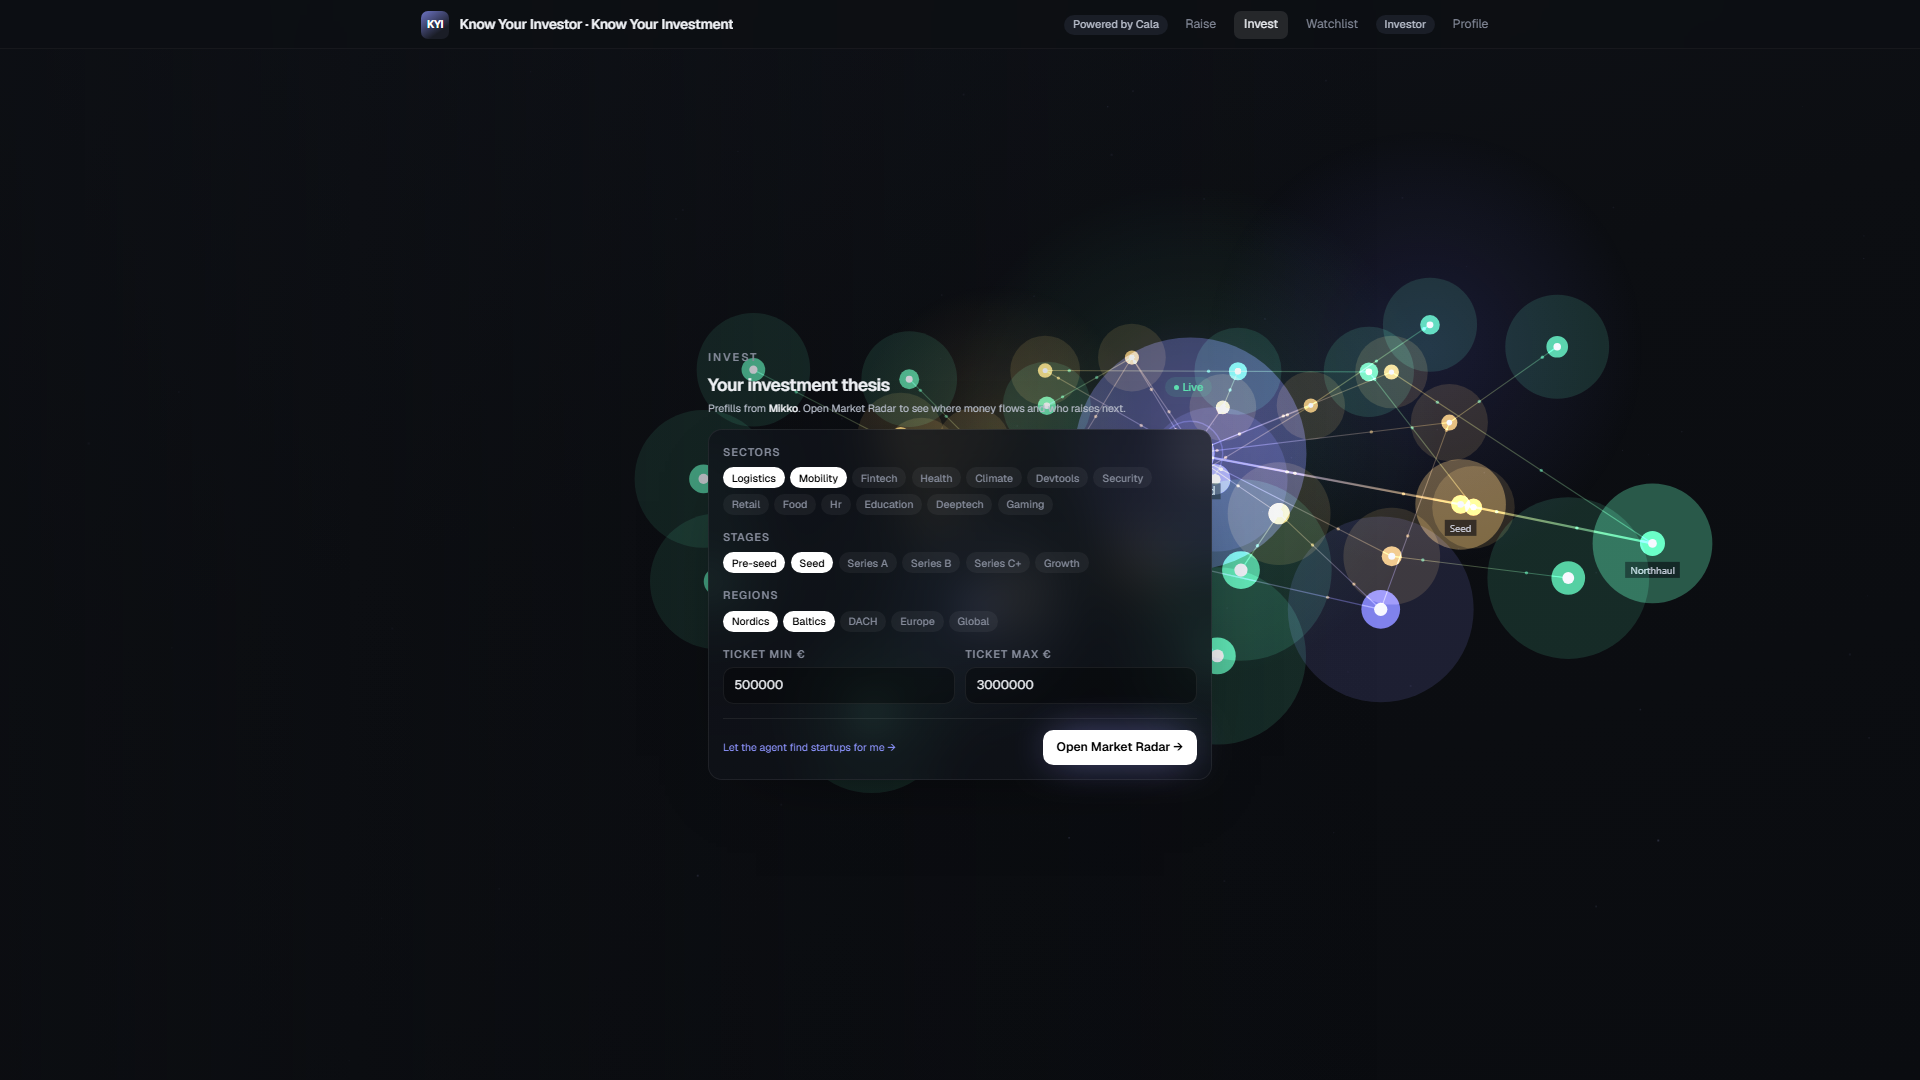 KYI Know Your Investor · Know Your Investment
Powered by Cala Raise Invest Watchlist Investor Profile
INVEST
Your investment thesis
Live
Prefills from Mikko. Open Market Radar to see where money flows and who raises next.
SECTORS
Logistics Mobility Fintech Health Climate Devtools Security
Retail Food Hr Education Deeptech Gaming
STAGES
Pre-seed Seed Series A Series B Series C+ Growth
REGIONS
Nordics Baltics DACH Europe Global
TICKET MIN € TICKET MAX €
500000 3000000
Let the agent find startups for me →
Open Market Radar →
Seed
Northhaul